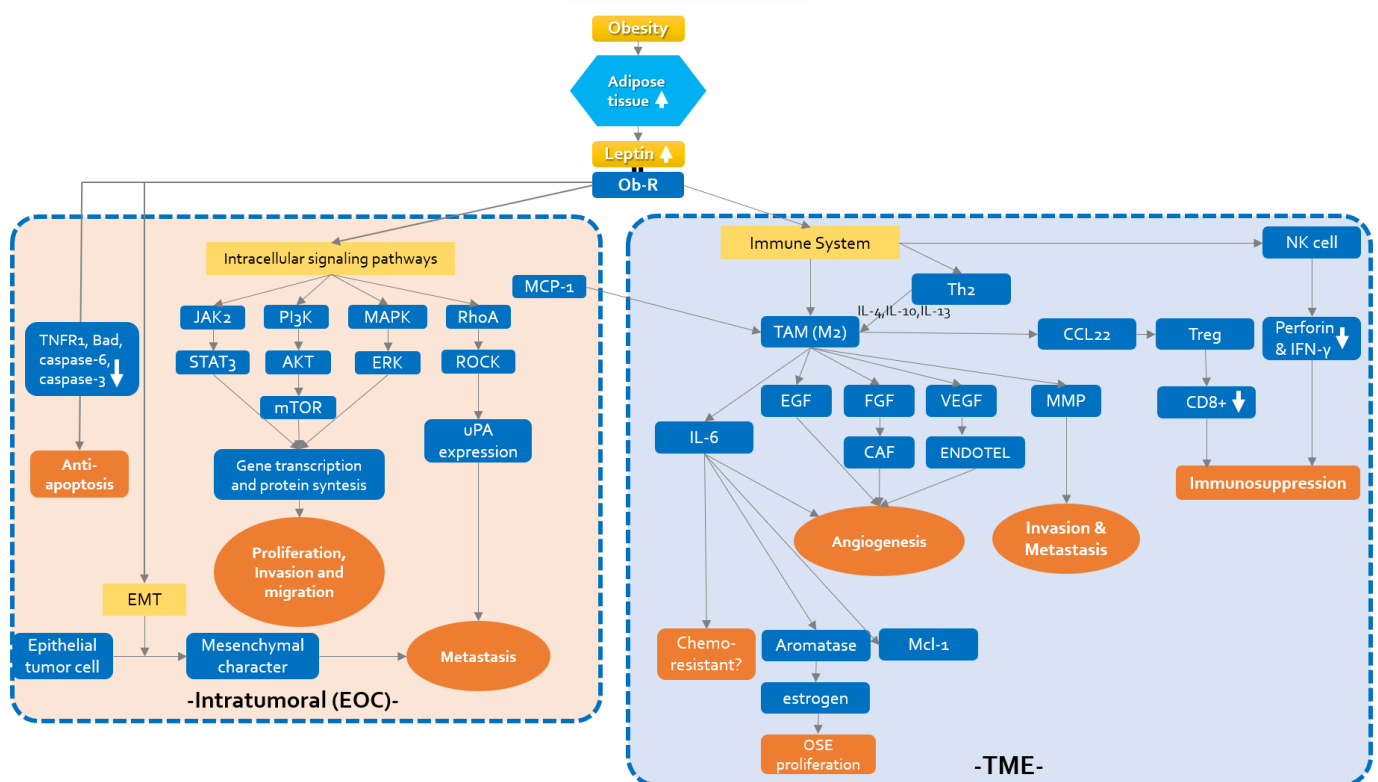 Obesity
Adipose
tissue
Leptin
Ob-R
Intracellular signaling pathways
JAK2
PI3K
MAPK
RhoA
STAT3
AKT
ERK
ROCK
mTOR
TNFR1, Bad,
caspase-6,
caspase-3
uPA
expression
Anti-
apoptosis
Gene transcription
and protein syntesis
Proliferation,
Invasion and
migration
EMT
Epithelial
tumor cell
Mesenchymal
character
Metastasis
-Intratumoral (EOC)-
MCP-1
Immune System
NK cell
Th2
IL-4,IL-10,IL-13
TAM (M2)
CCL22
Treg
Perforin
& IFN-γ
EGF
FGF
VEGF
MMP
CD8+
IL-6
CAF
ENDOTEL
Immunosuppression
Angiogenesis
Invasion &
Metastasis
Chemo-
resistant?
Aromatase
Mcl-1
estrogen
OSE
proliferation
-TME-